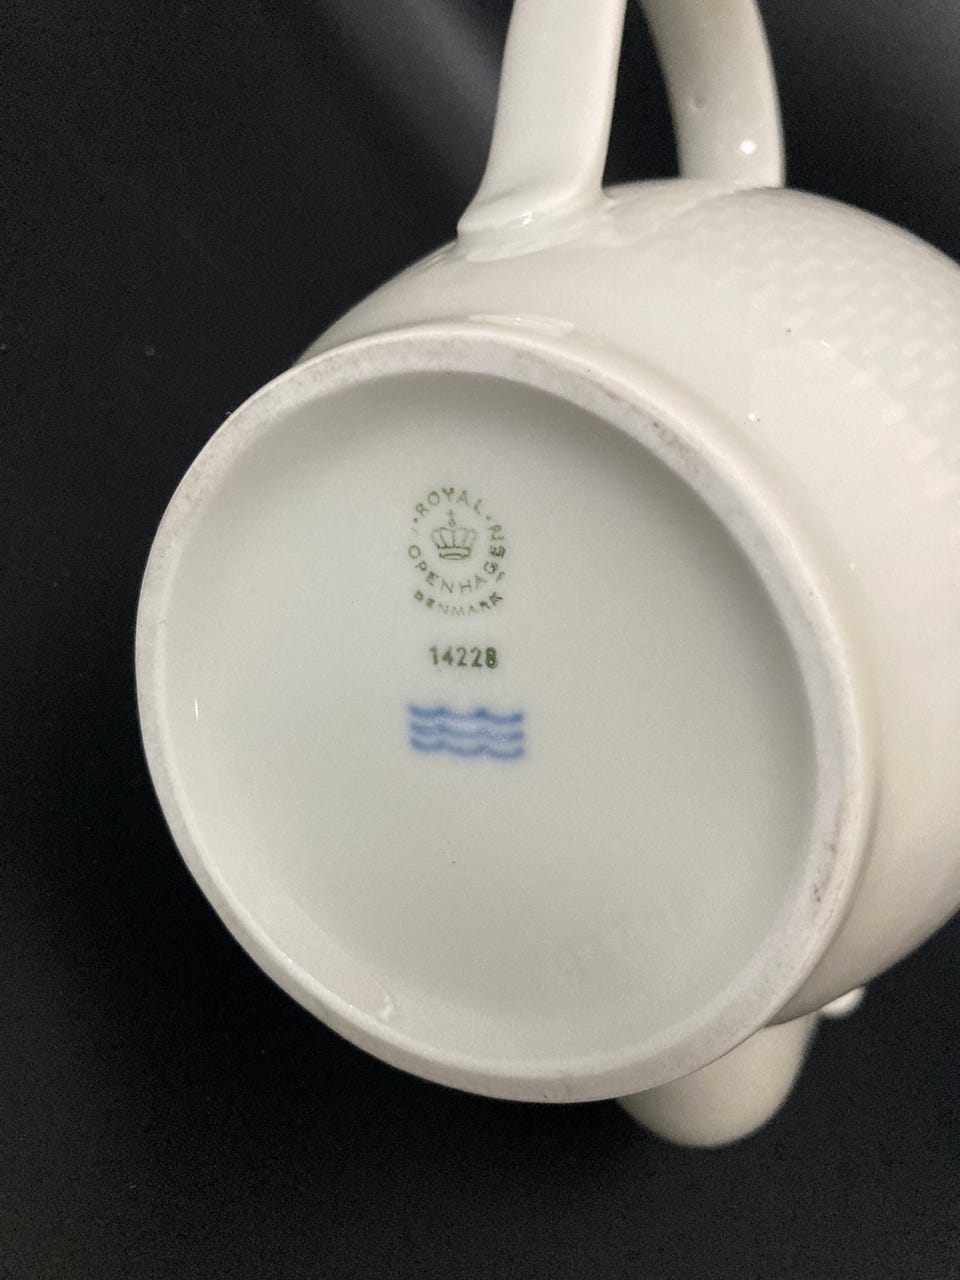 ROYAL
COPENHAGEN
DENMARK
14228